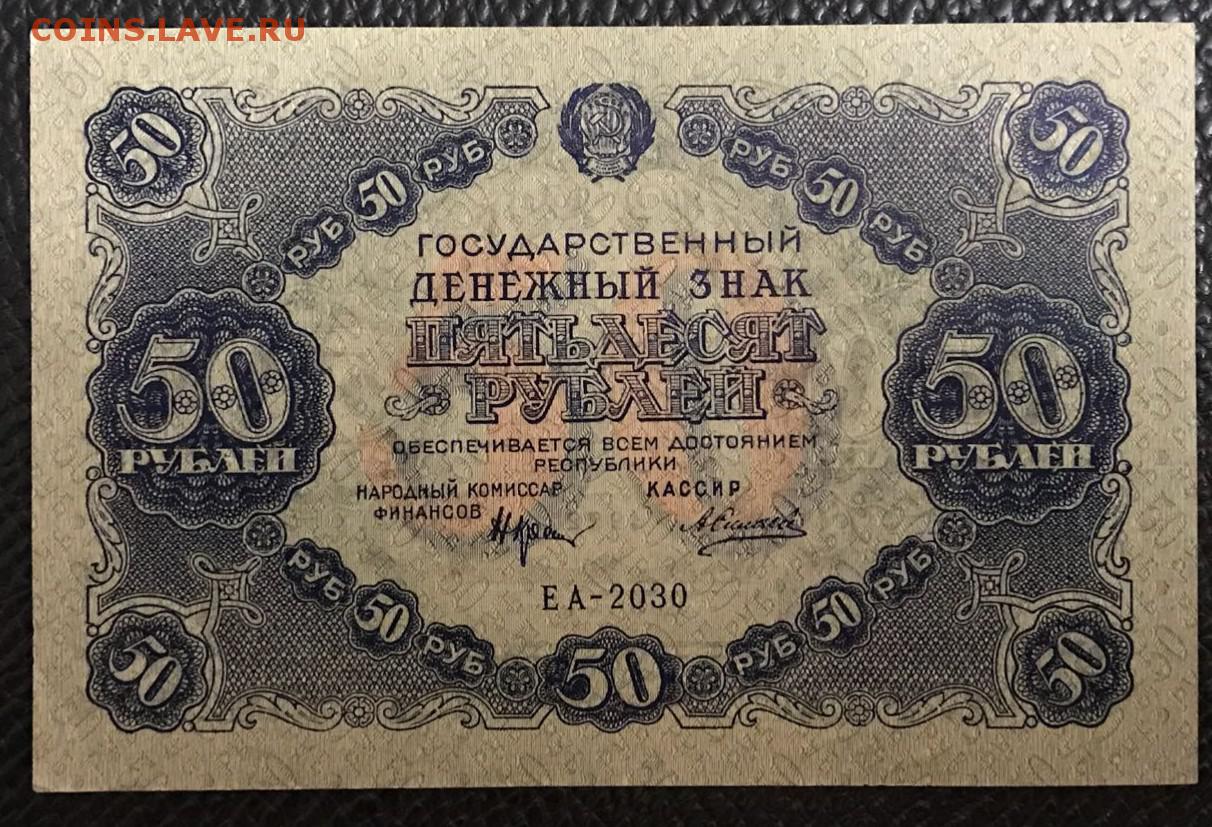 COINS.LAVE.RU
50 50
РУБ 50 РУБ РУБ 50 РУБ
ГОСУДАРСТВЕННЫЙ
ДЕНЕЖНЫЙ ЗНАК
ПЯТЬДЕСЯТ
РУБЛЕЙ
50 РУБЛЕЙ
50 РУБЛЕЙ
ОБЕСПЕЧИВАЕТСЯ ВСЕМ ДОСТОЯНИЕМ
РЕСПУБЛИКИ
НАРОДНЫЙ КОМИССАР
ФИНАНСОВ
КАССИР
ЕА-2030
РУБ 50 РУБ 50 РУБ 50 РУБ
50 50